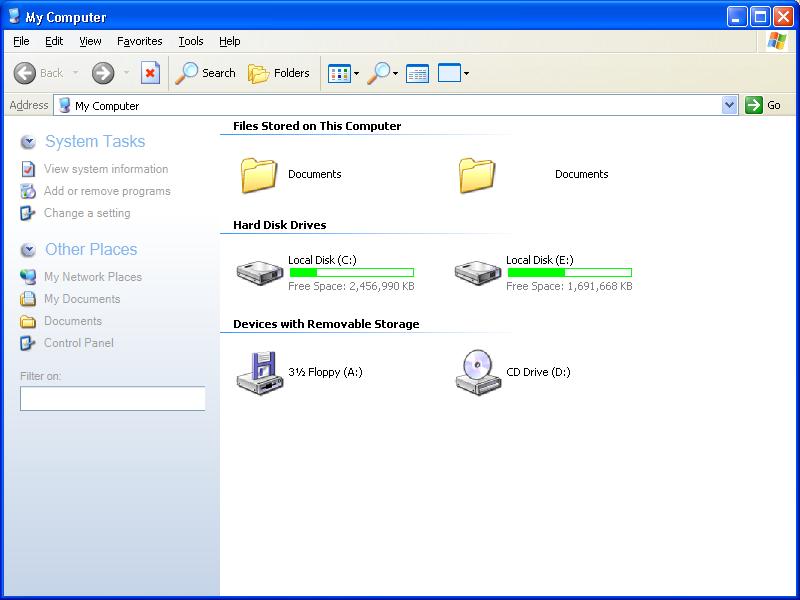 My Computer
File Edit View Favorites Tools Help
Back Search Folders
Address My Computer Go
System Tasks
View system information
Add or remove programs
Change a setting
Other Places
My Network Places
My Documents
Documents
Control Panel
Filter on:
Files Stored on This Computer
Documents Documents
Hard Disk Drives
Local Disk (C:) Local Disk (E:)
Free Space: 2,456,990 KB Free Space: 1,691,668 KB
Devices with Removable Storage
3½ Floppy (A:) CD Drive (D:)